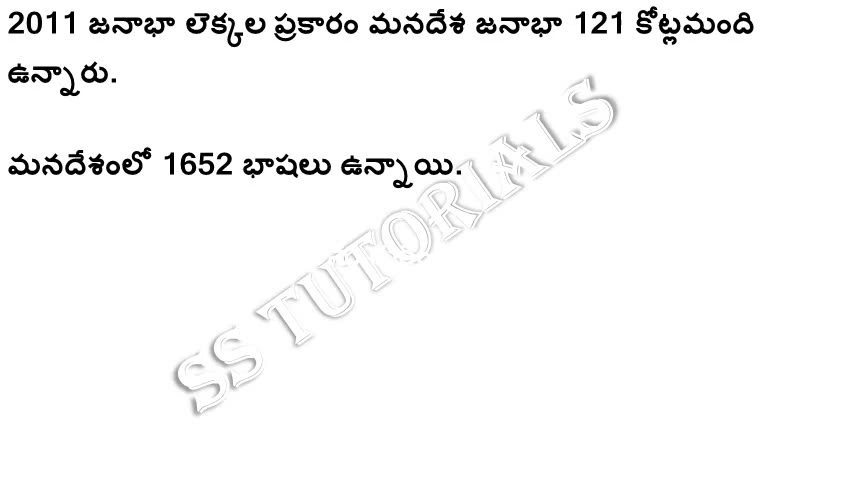 2011 జనాభా లెక్కల ప్రకారం మనదేశ జనాభా 121 కోట్లమంది
ఉన్నారు.
మనదేశంలో 1652 భాషలు ఉన్నాయి.
SS TUTORIALS